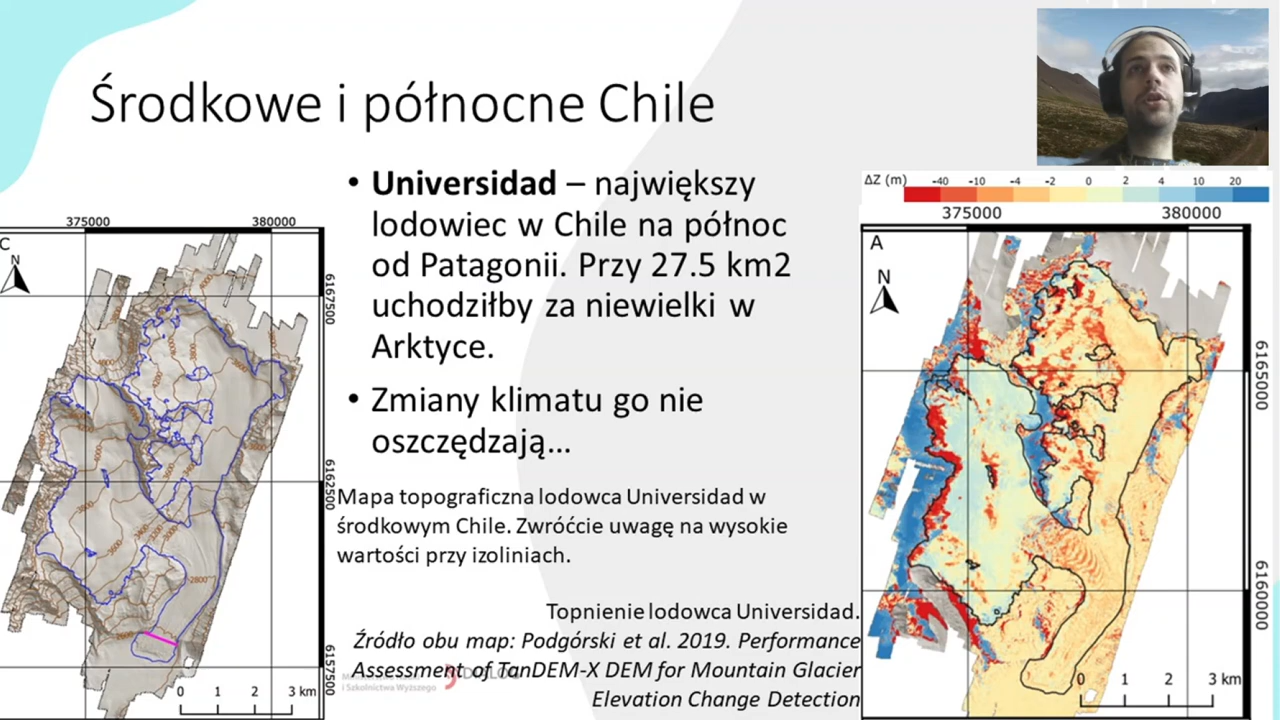 Środkowe i północne Chile
• Universidad – największy
lodowiec w Chile na północ
od Patagonii. Przy 27.5 km2
uchodziłby za niewielki w
Arktyce.
• Zmiany klimatu go nie
oszczędzają...
Mapa topograficzna lodowca Universidad w
środkowym Chile. Zwróćcie uwagę na wysokie
wartości przy izoliniach.
Topnienie lodowca Universidad.
Źródło obu map: Podgórski et al. 2019. Performance
Assessment of TanDEM-X DEM for Mountain Glacier
Elevation Change Detection
i Szkolnictwa Wyższego
375000 380000
C
N
6167500
6162500
6157500
2800
0 1 2 3 km
ΔZ (m) -40 -10 -4 -2 0 2 4 10 20
375000 380000
A
N
6165000
6160000
0 1 2 3 km